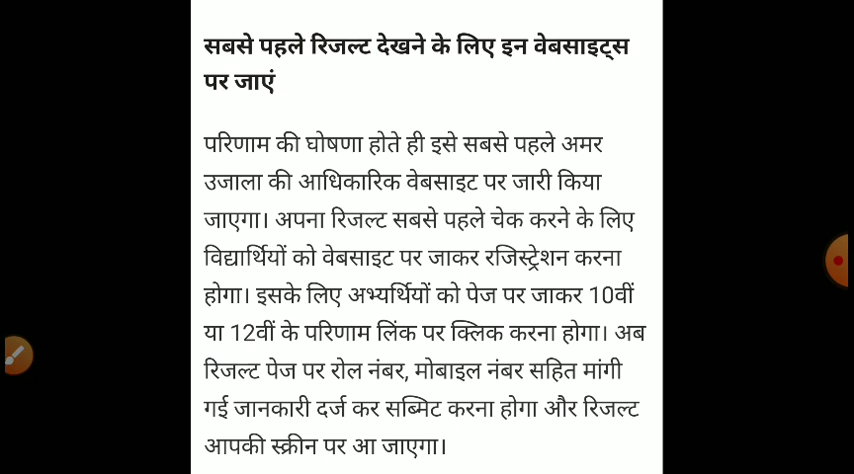 सबसे पहले रिजल्ट देखने के लिए इन वेबसाइट्स
पर जाएं
परिणाम की घोषणा होते ही इसे सबसे पहले अमर
उजाला की आधिकारिक वेबसाइट पर जारी किया
जाएगा। अपना रिजल्ट सबसे पहले चेक करने के लिए
विद्यार्थियों को वेबसाइट पर जाकर रजिस्ट्रेशन करना
होगा। इसके लिए अभ्यर्थियों को पेज पर जाकर 10वीं
या 12वीं के परिणाम लिंक पर क्लिक करना होगा। अब
रिजल्ट पेज पर रोल नंबर, मोबाइल नंबर सहित मांगी
गई जानकारी दर्ज कर सब्मिट करना होगा और रिजल्ट
आपकी स्क्रीन पर आ जाएगा।